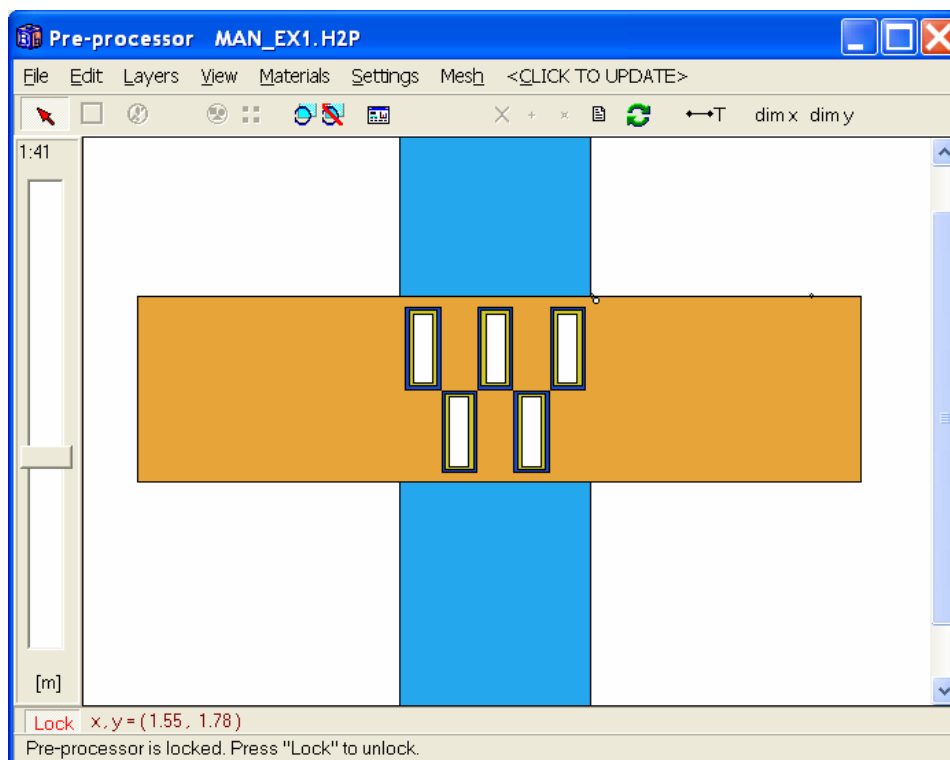 Pre-processor MAN_EX1.H2P
File Edit Layers View Materials Settings Mesh <CLICK TO UPDATE>
T dim x dim y
1:41
[m]
Lock x, y = (1.55, 1.78)
Pre-processor is locked. Press "Lock" to unlock.